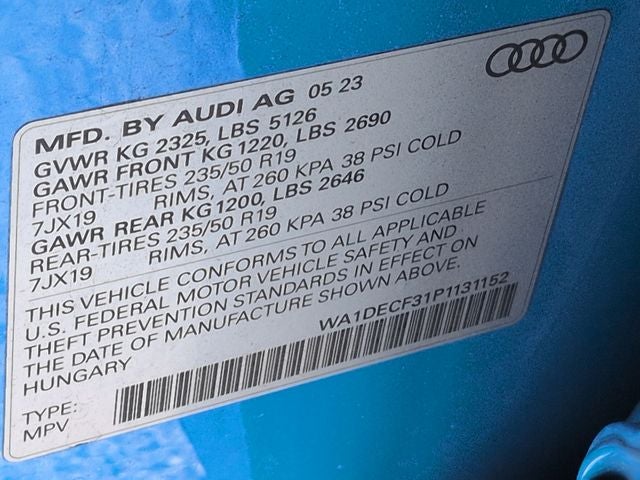 MFD. BY AUDI AG 05 23
GVWR KG 2325, LBS 5126
GAWR FRONT KG 1220, LBS 2690
FRONT-TIRES 235/50 R19
7JX19 RIMS, AT 260 KPA 38 PSI COLD
GAWR REAR KG 1200, LBS 2646
REAR-TIRES 235/50 R19
7JX19 RIMS, AT 260 KPA 38 PSI COLD
THIS VEHICLE CONFORMS TO ALL APPLICABLE
U.S. FEDERAL MOTOR VEHICLE SAFETY AND
THEFT PREVENTION STANDARDS IN EFFECT ON
THE DATE OF MANUFACTURE SHOWN ABOVE.
HUNGARY
WA1DECF31P1131152
TYPE:
MPV